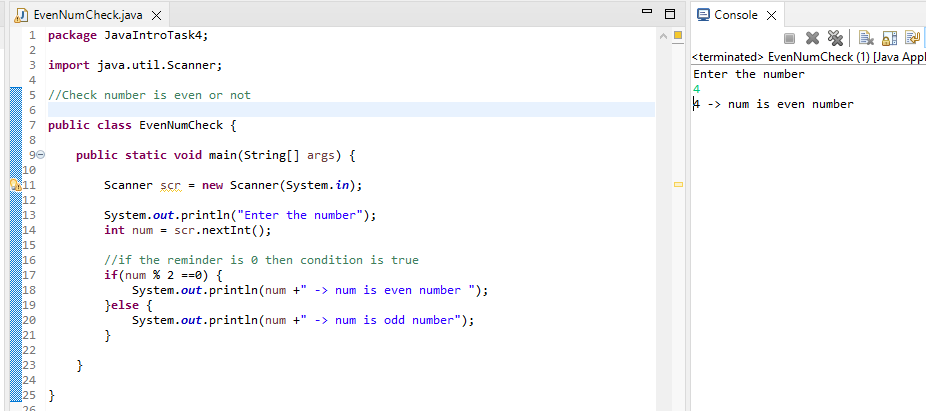 EvenNumCheck.java
1 package JavaIntroTask4;
2
3 import java.util.Scanner;
4
5 //Check number is even or not
6
7 public class EvenNumCheck {
8
9 public static void main(String[] args) {
10
11 Scanner scr = new Scanner(System.in);
12
13 System.out.println("Enter the number");
14 int num = scr.nextInt();
15
16 //if the reminder is 0 then condition is true
17 if(num % 2 ==0) {
18 System.out.println(num +" -> num is even number ");
19 }else {
20 System.out.println(num +" -> num is odd number");
21 }
22
23 }
24
25 }
26
Console
<terminated> EvenNumCheck (1) [Java Appl
Enter the number
4
4 -> num is even number